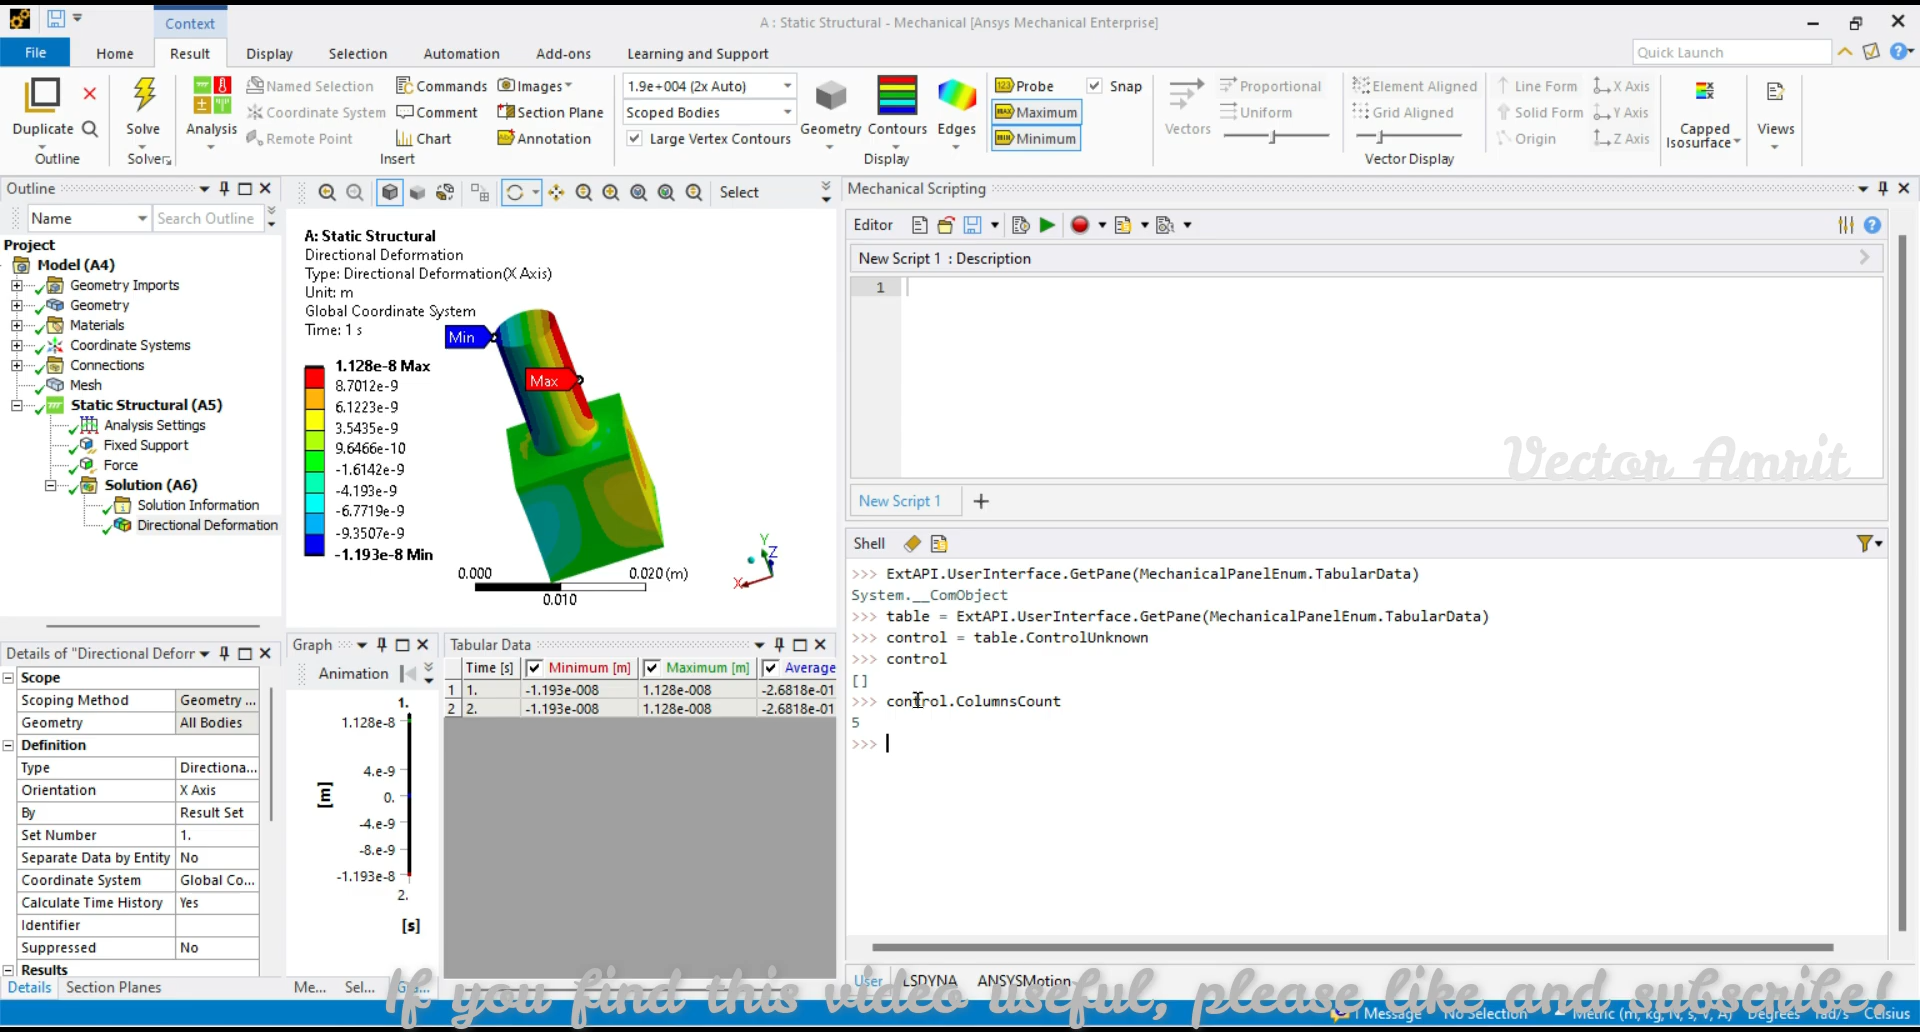 Context
A : Static Structural - Mechanical [Ansys Mechanical Enterprise]
File
Home
Result
Display
Selection
Automation
Add-ons
Learning and Support
Quick Launch
Duplicate
Outline
Solve
Solver
Analysis
Named Selection
Coordinate System
Remote Point
Commands
Comment
Chart
Images
Section Plane
Annotation
Insert
1.9e+004 (2x Auto)
Scoped Bodies
Large Vertex Contours
Geometry
Contours
Edges
Display
Probe
Maximum
Minimum
Snap
Vectors
Proportional
Uniform
Element Aligned
Grid Aligned
Line Form
Solid Form
Origin
X Axis
Y Axis
Z Axis
Vector Display
Capped
Isosurface
Views
Outline
Name
Search Outline
Project
Model (A4)
Geometry Imports
Geometry
Materials
Coordinate Systems
Connections
Mesh
Static Structural (A5)
Analysis Settings
Fixed Support
Force
Solution (A6)
Solution Information
Directional Deformation
Select
A: Static Structural
Directional Deformation
Type: Directional Deformation(X Axis)
Unit: m
Global Coordinate System
Time: 1 s
Min
Max
1.128e-8 Max
8.7012e-9
6.1223e-9
3.5435e-9
9.6466e-10
-1.6142e-9
-4.193e-9
-6.7719e-9
-9.3507e-9
-1.193e-8 Min
0.000
0.020 (m)
0.010
Y
Z
X
Mechanical Scripting
Editor
New Script 1 : Description
1
Vector Amrit
New Script 1
Shell
>>> ExtAPI.UserInterface.GetPane(MechanicalPanelEnum.TabularData)
System.__ComObject
>>> table = ExtAPI.UserInterface.GetPane(MechanicalPanelEnum.TabularData)
>>> control = table.ControlUnknown
>>> control
[]
>>> control.ColumnsCount
5
>>>
Details of "Directional Deforr
Scope
Scoping Method Geometry ...
Geometry All Bodies
Definition
Type Directiona...
Orientation X Axis
By Result Set
Set Number 1.
Separate Data by Entity No
Coordinate System Global Co...
Calculate Time History Yes
Identifier
Suppressed No
Results
Details
Section Planes
Graph
Animation
1.
1.128e-8
4.e-9
0.
-4.e-9
-8.e-9
-1.193e-8
2.
[m]
[s]
Me...
Sel...
Tabular Data
Time [s] Minimum [m] Maximum [m] Average
1 1. -1.193e-008 1.128e-008 -2.6818e-01
2 2. -1.193e-008 1.128e-008 -2.6818e-01
User
LSDYNA
ANSYSMotion
If you find this video useful, please like and subscribe!
1 Message
No Selection
Metric (m, kg, N, s, V, A)
Degrees
rad/s
Celsius